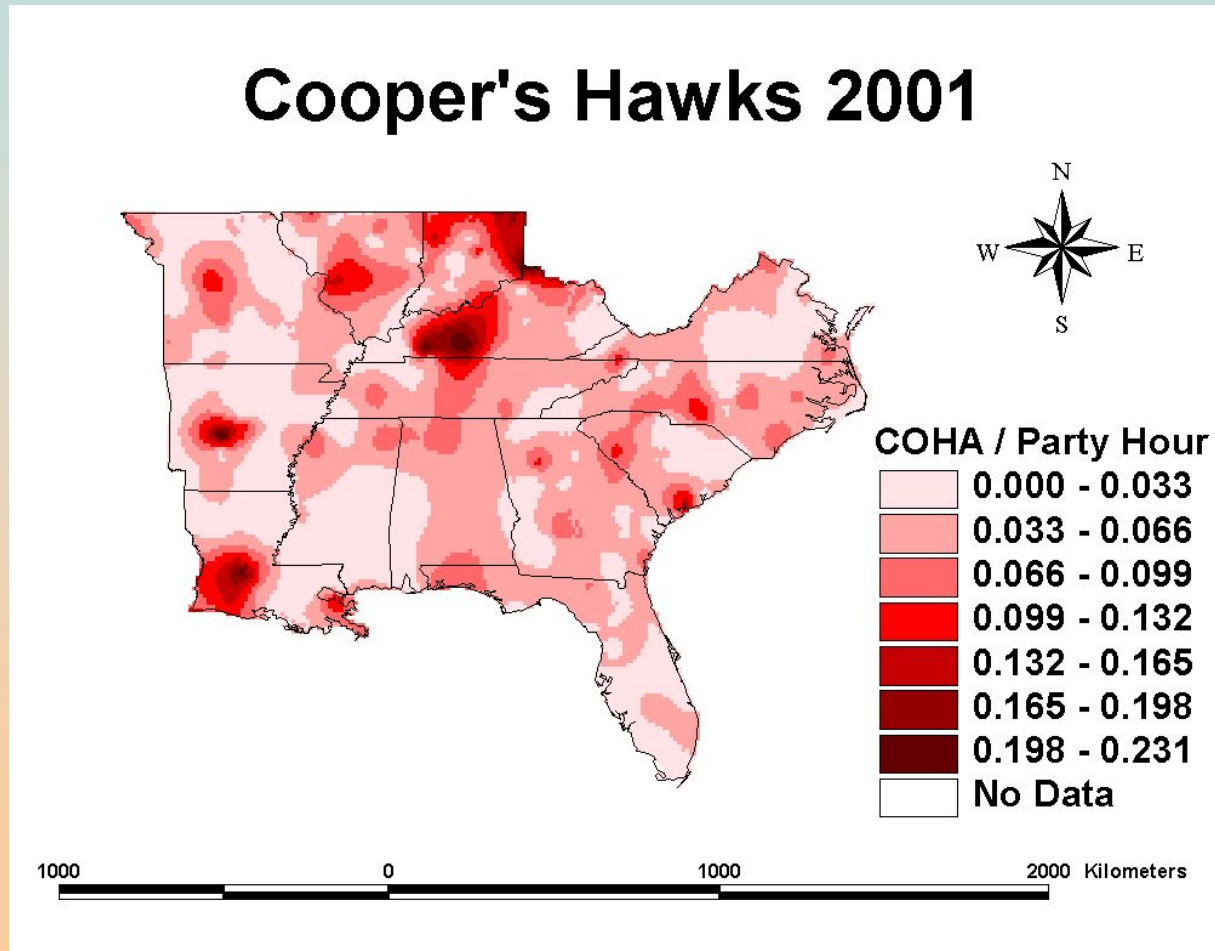 Cooper's Hawks 2001
N
W E
S
COHA / Party Hour
0.000 - 0.033
0.033 - 0.066
0.066 - 0.099
0.099 - 0.132
0.132 - 0.165
0.165 - 0.198
0.198 - 0.231
No Data
1000 0 1000 2000 Kilometers